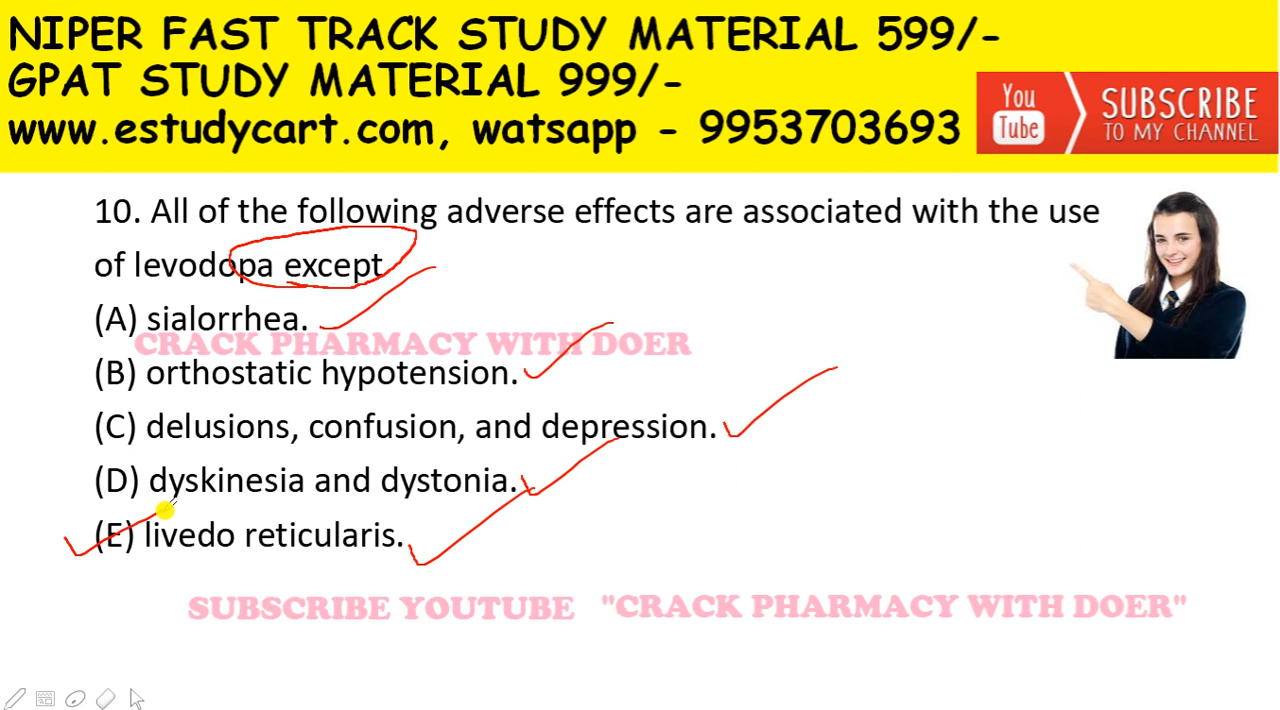 NIPER FAST TRACK STUDY MATERIAL 599/-
GPAT STUDY MATERIAL 999/-
www.estudycart.com, watsapp - 9953703693
You
Tube
SUBSCRIBE
TO MY CHANNEL
10. All of the following adverse effects are associated with the use
of levodopa except
(A) sialorrhea.
CRACK PHARMACY WITH DOER
(B) orthostatic hypotension.
(C) delusions, confusion, and depression.
(D) dyskinesia and dystonia.
(E) livedo reticularis.
SUBSCRIBE YOUTUBE "CRACK PHARMACY WITH DOER"